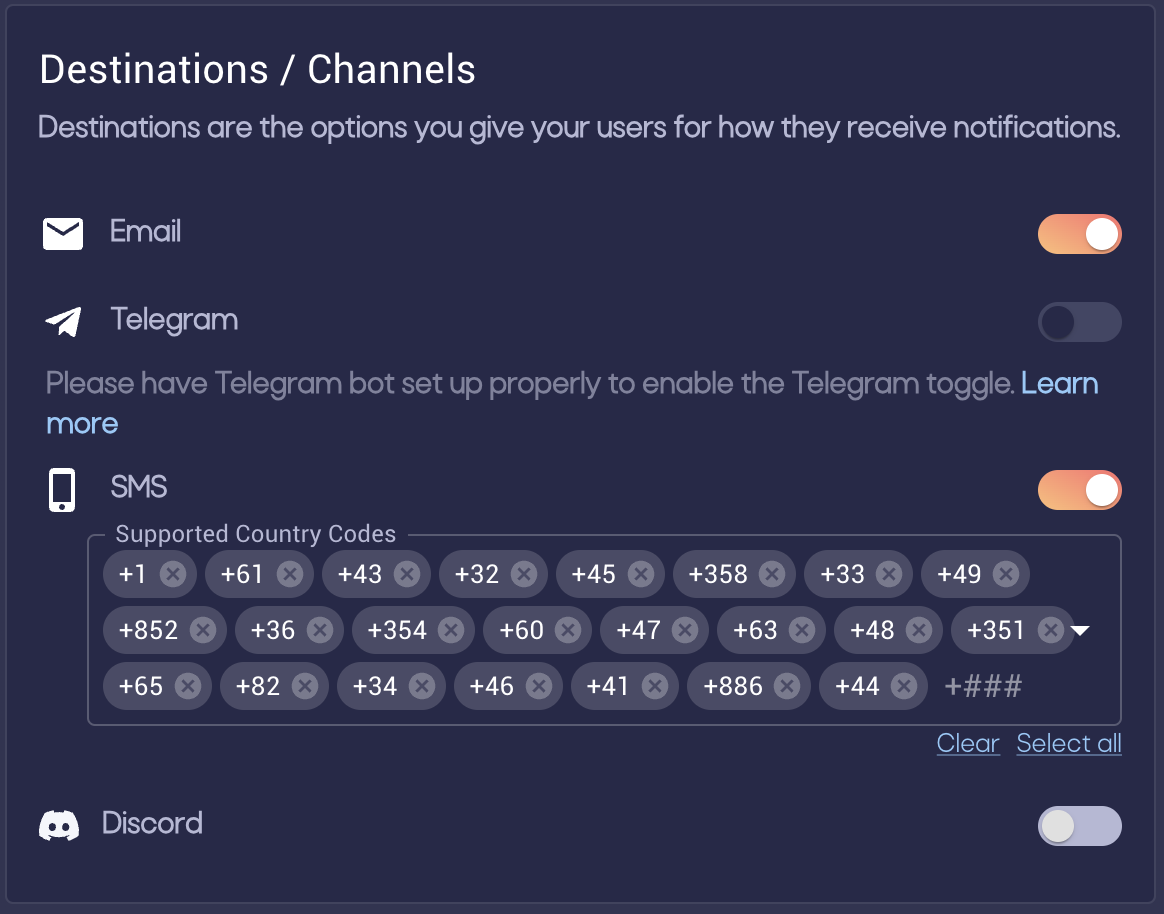 Destinations / Channels
Destinations are the options you give your users for how they receive notifications.
Email
Telegram
Please have Telegram bot set up properly to enable the Telegram toggle. Learn
more
SMS
Supported Country Codes
+1 +61 +43 +32 +45 +358 +33 +49
+852 +36 +354 +60 +47 +63 +48 +351
+65 +82 +34 +46 +41 +886 +44 +###
Clear Select all
Discord